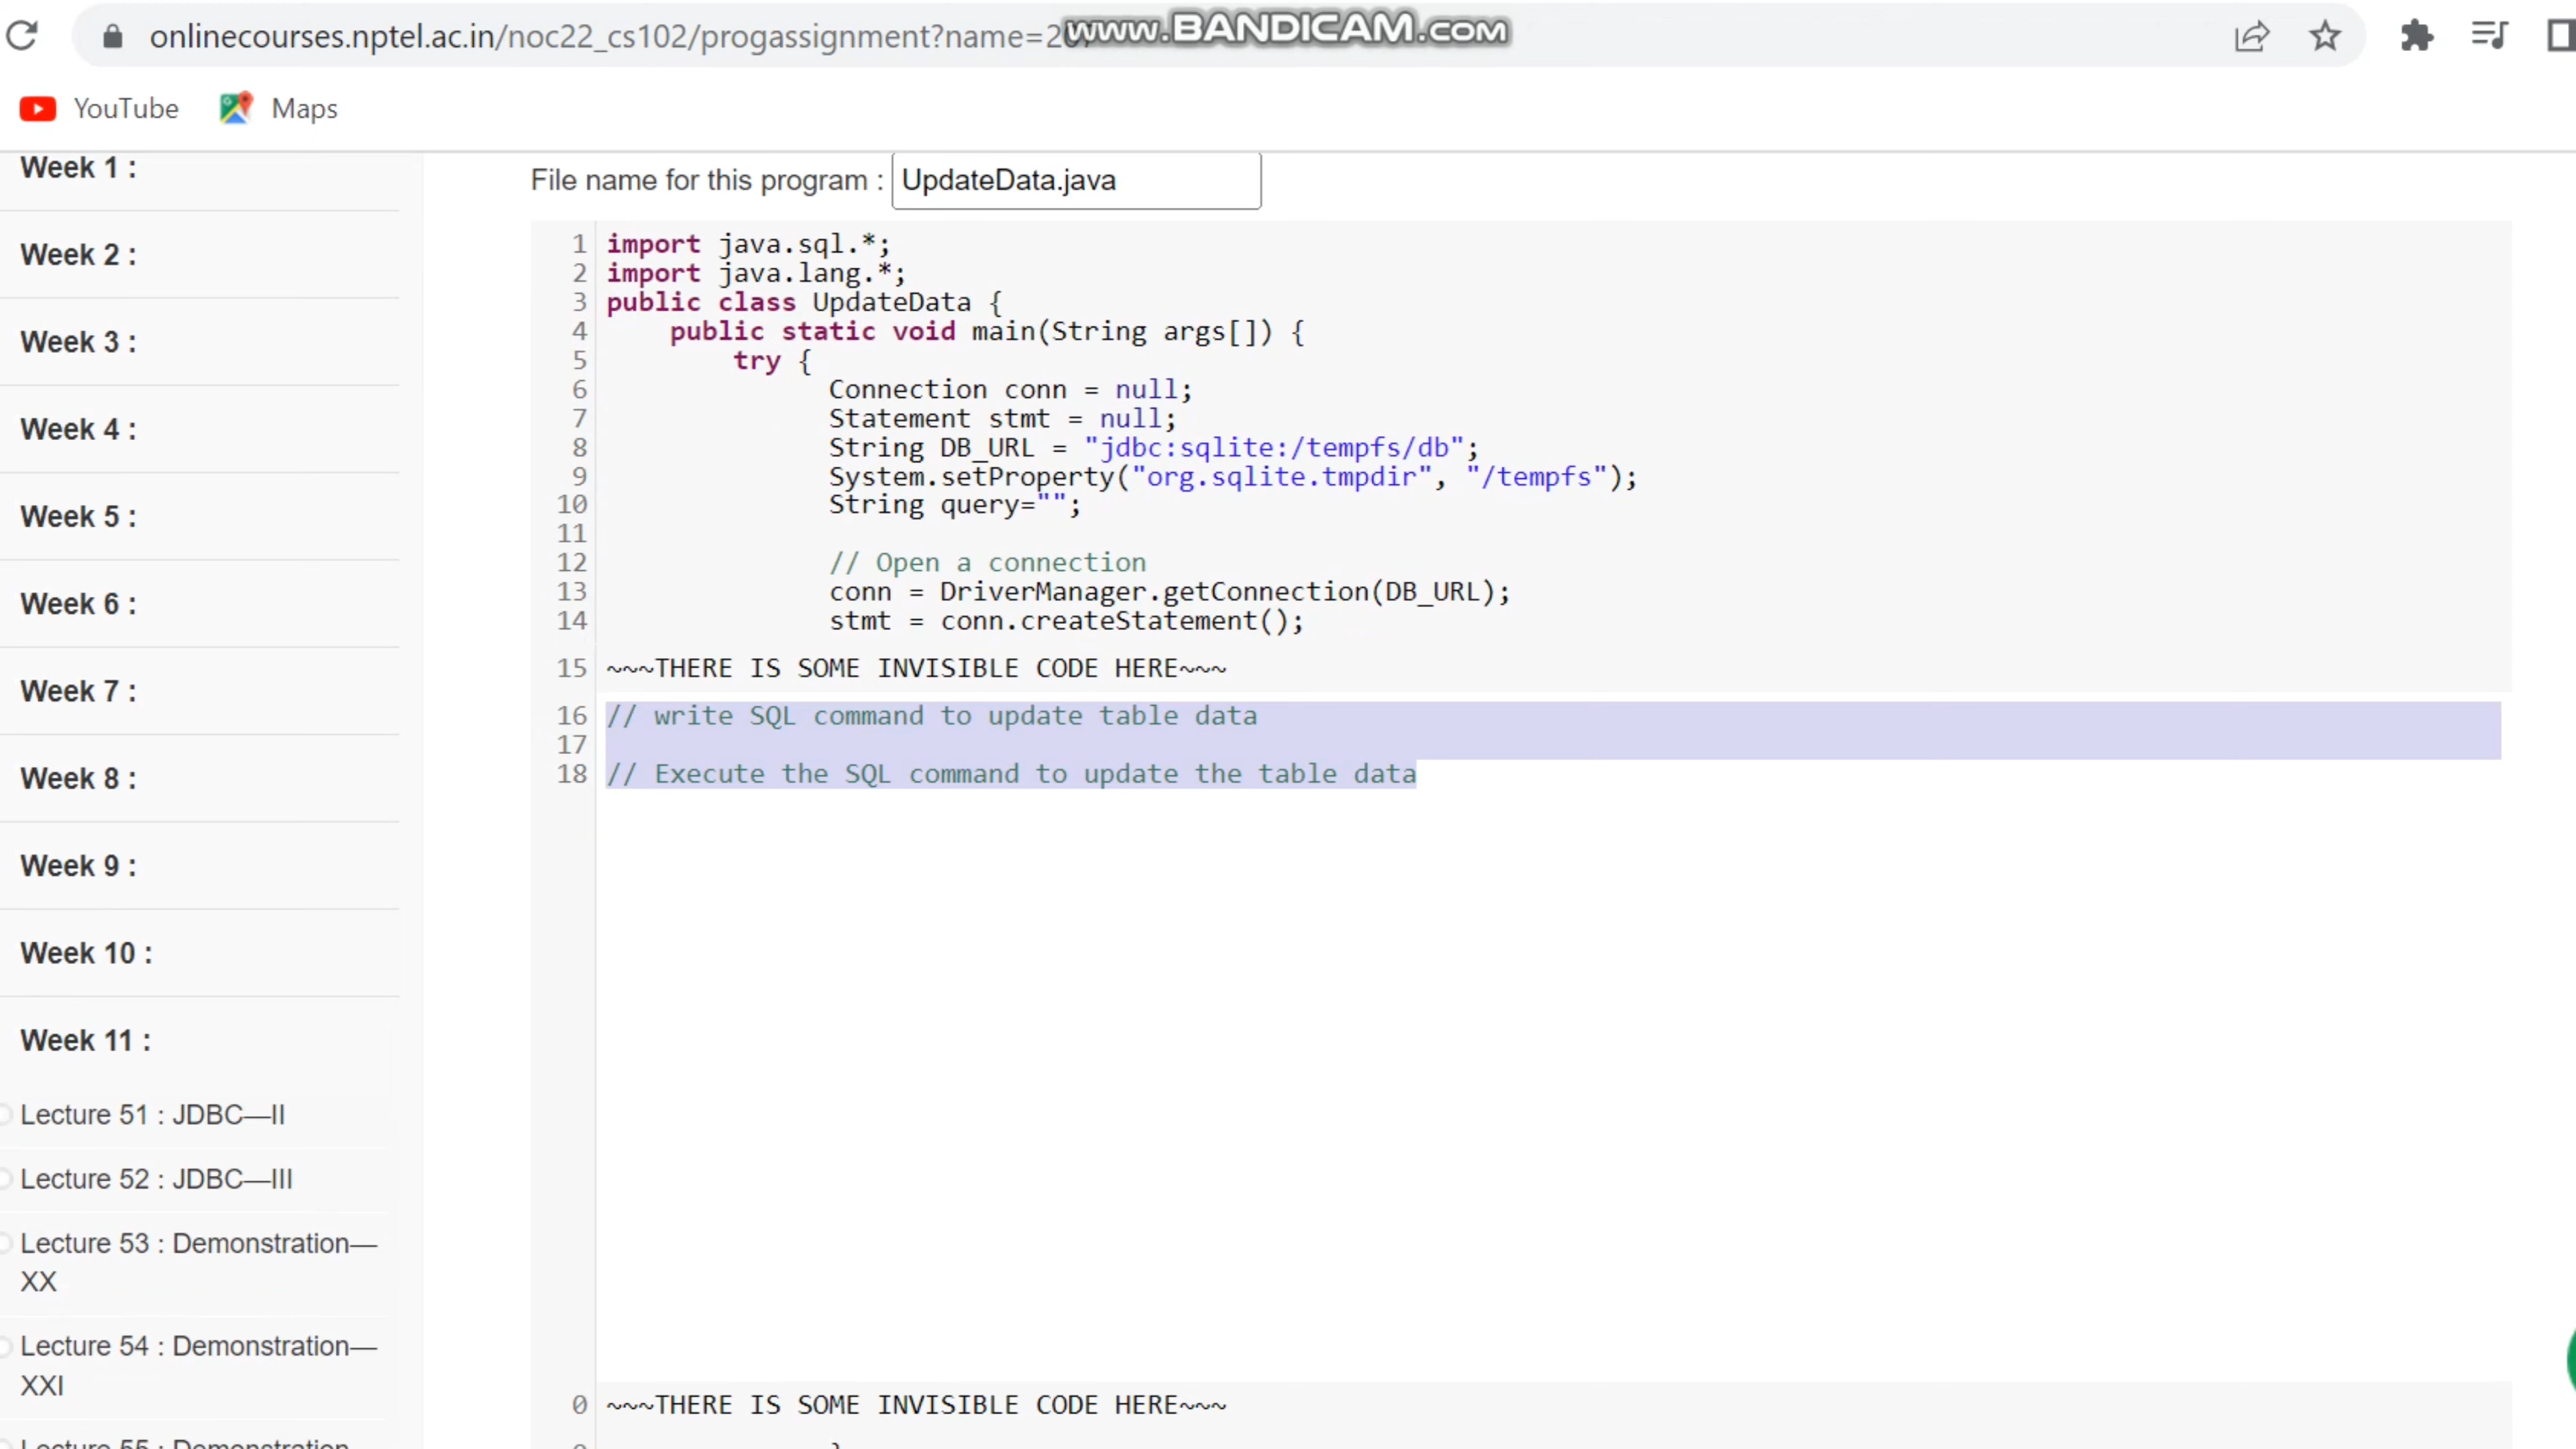 onlinecourses.nptel.ac.in/noc22_cs102/progassignment?name=
www.BANDICAM.com
YouTube
Maps
Week 1 :
Week 2 :
Week 3 :
Week 4 :
Week 5 :
Week 6 :
Week 7 :
Week 8 :
Week 9 :
Week 10 :
Week 11 :
Lecture 51 : JDBC—II
Lecture 52 : JDBC—III
Lecture 53 : Demonstration—
XX
Lecture 54 : Demonstration—
XXI
Lecture 55 : Demonstration
File name for this program : UpdateData.java
1 import java.sql.*;
2 import java.lang.*;
3 public class UpdateData {
4 public static void main(String args[]) {
5 try {
6 Connection conn = null;
7 Statement stmt = null;
8 String DB_URL = "jdbc:sqlite:/tempfs/db";
9 System.setProperty("org.sqlite.tmpdir", "/tempfs");
10 String query="";
11
12 // Open a connection
13 conn = DriverManager.getConnection(DB_URL);
14 stmt = conn.createStatement();
15 ~~~THERE IS SOME INVISIBLE CODE HERE~~~
16 // write SQL command to update table data
17
18 // Execute the SQL command to update the table data
0 ~~~THERE IS SOME INVISIBLE CODE HERE~~~